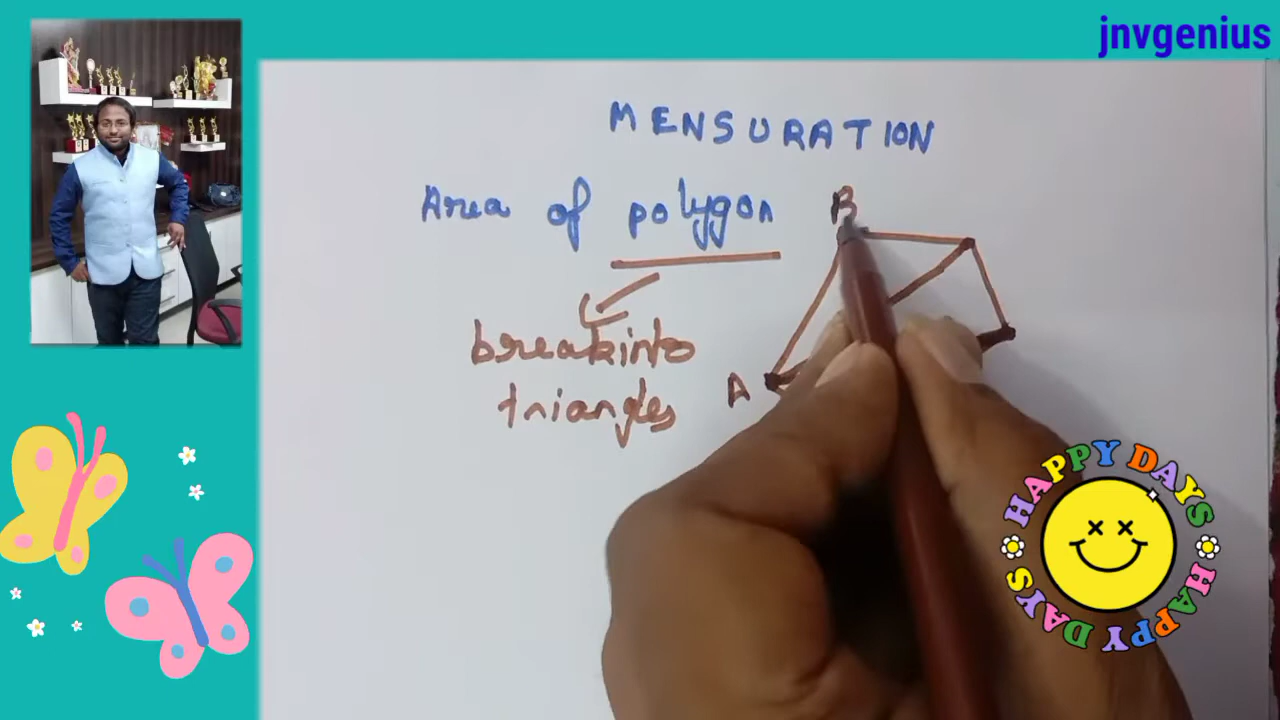 jnvgenius
MENSURATION
Area of polygon
B
break into
triangles
A
HAPPY DAYS
HAPPY DAYS